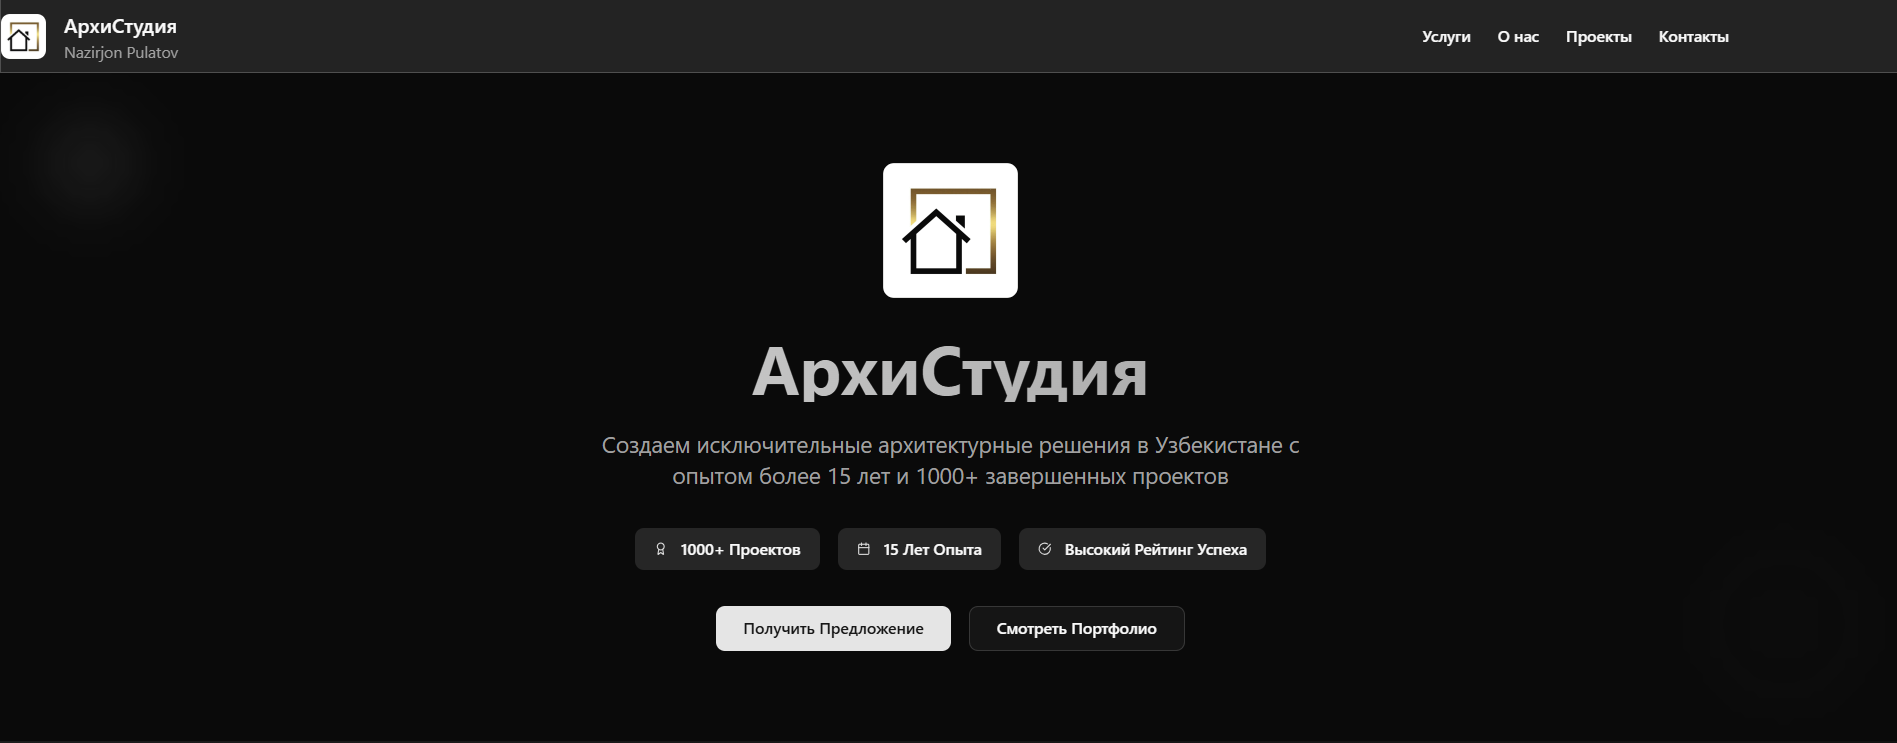 АрхиСтудия
Nazirjon Pulatov
Услуги О нас Проекты Контакты
АрхиСтудия
Создаем исключительные архитектурные решения в Узбекистане с
опытом более 15 лет и 1000+ завершенных проектов
1000+ Проектов 15 Лет Опыта Высокий Рейтинг Успеха
Получить Предложение Смотреть Портфолио